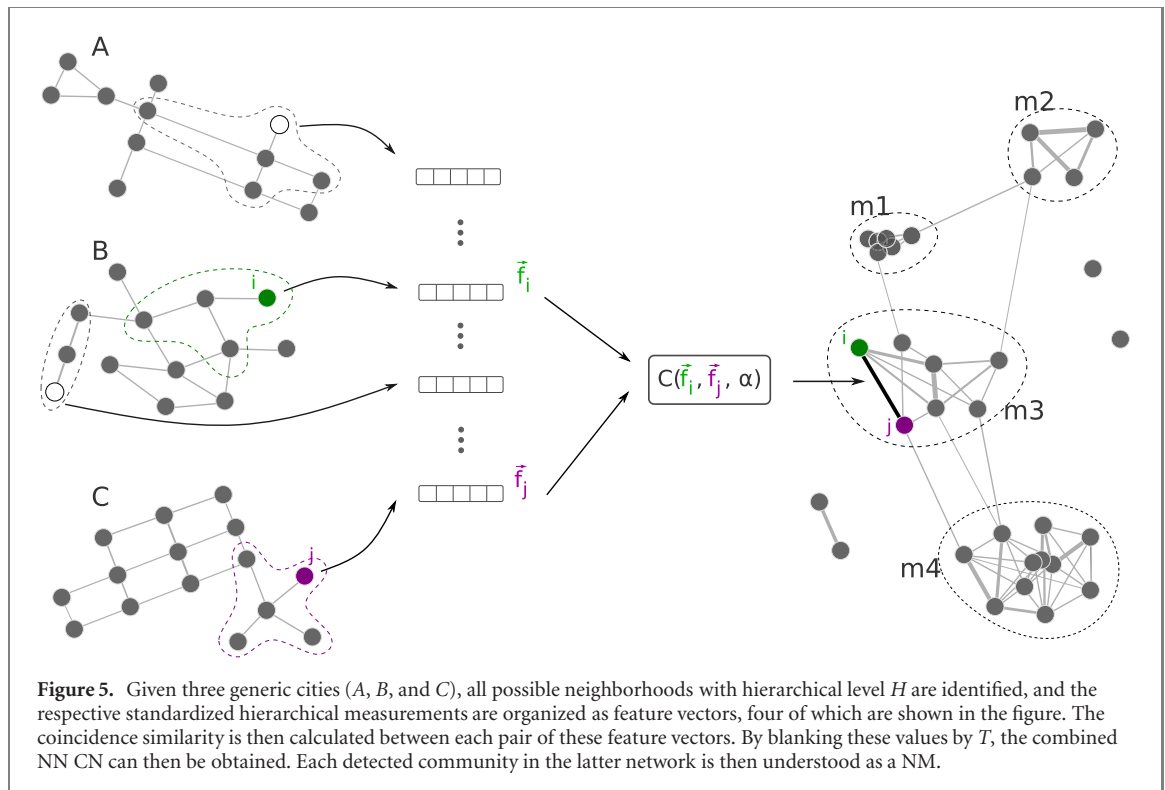 A
m2
m1
B
i
f⃗i
i
C(f⃗i, f⃗j, α)
m3
j
f⃗j
C
j
m4
Figure 5. Given three generic cities (A, B, and C), all possible neighborhoods with hierarchical level H are identified, and the
respective standardized hierarchical measurements are organized as feature vectors, four of which are shown in the figure. The
coincidence similarity is then calculated between each pair of these feature vectors. By blanking these values by T, the combined
NN CN can then be obtained. Each detected community in the latter network is then understood as a NM.